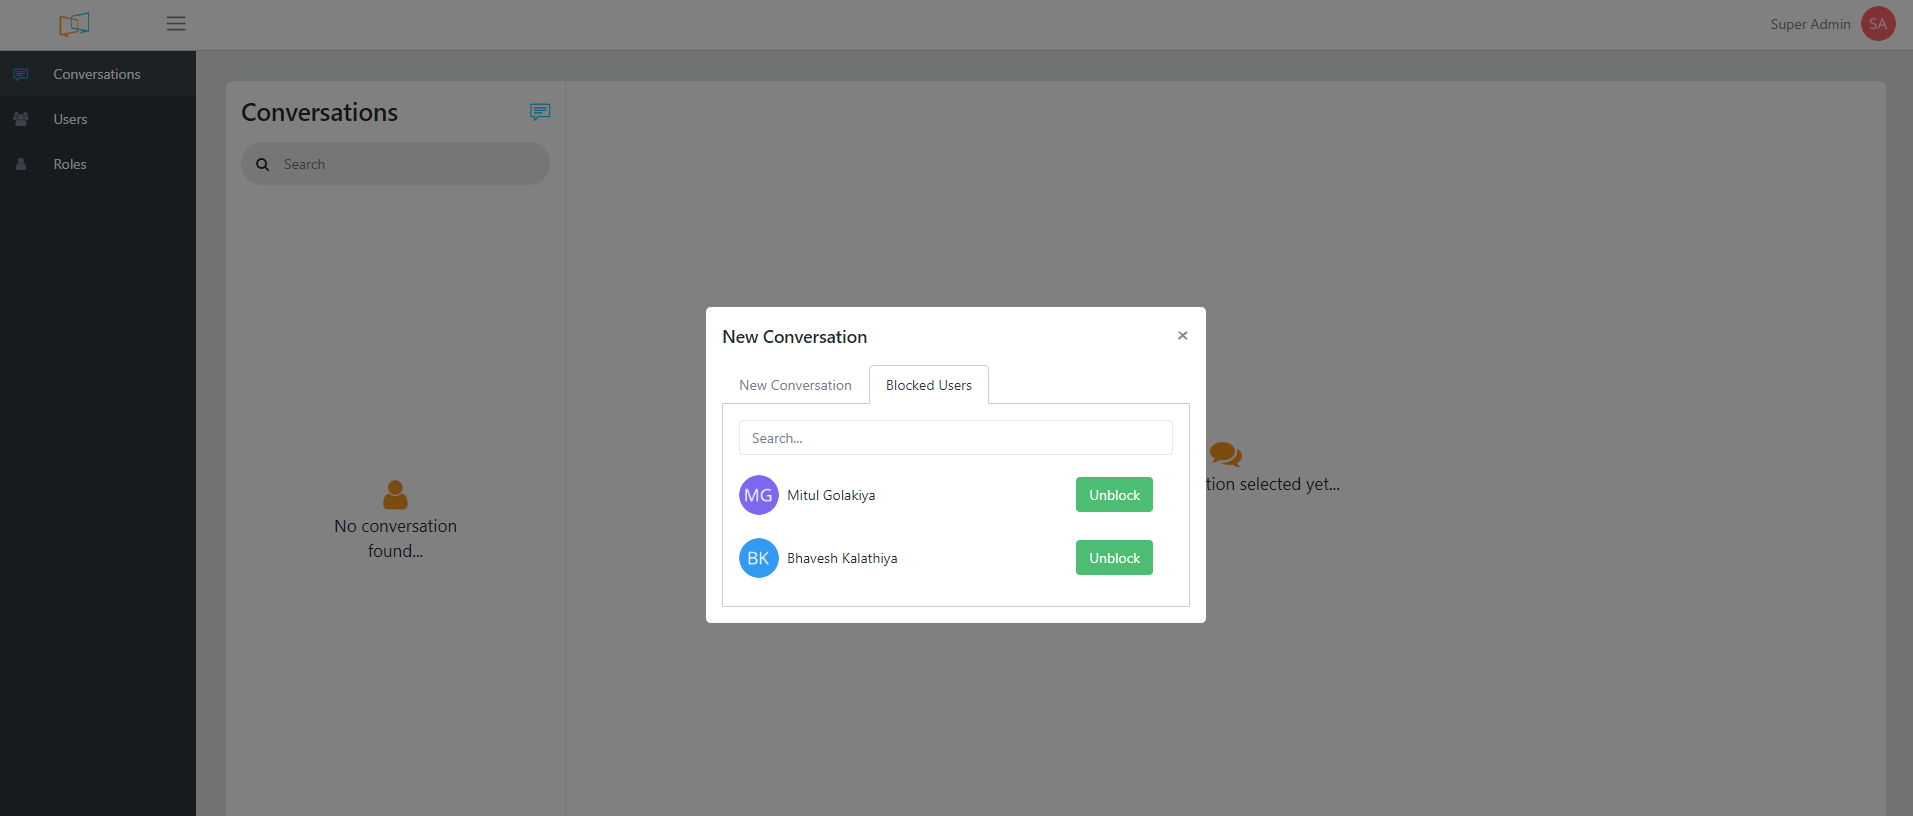 Super Admin SA
Conversations
Users
Roles
Conversations
Search
No conversation
found...
New Conversation ×
New Conversation Blocked Users
Search...
MG Mitul Golakiya Unblock
BK Bhavesh Kalathiya Unblock
selected yet...